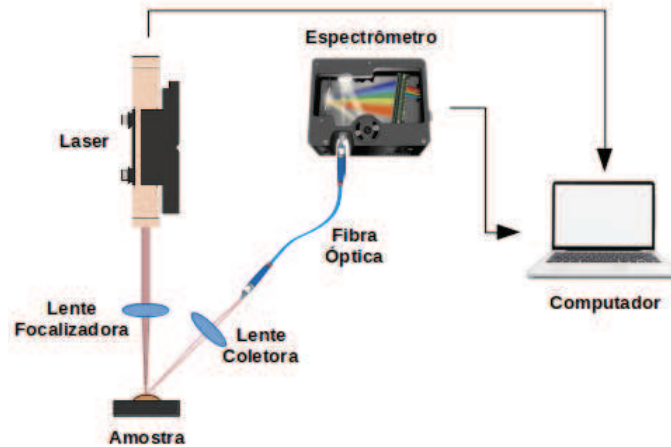 Espectrômetro
Laser
Fibra
Óptica
Computador
Lente
Focalizadora
Lente
Coletora
Amostra